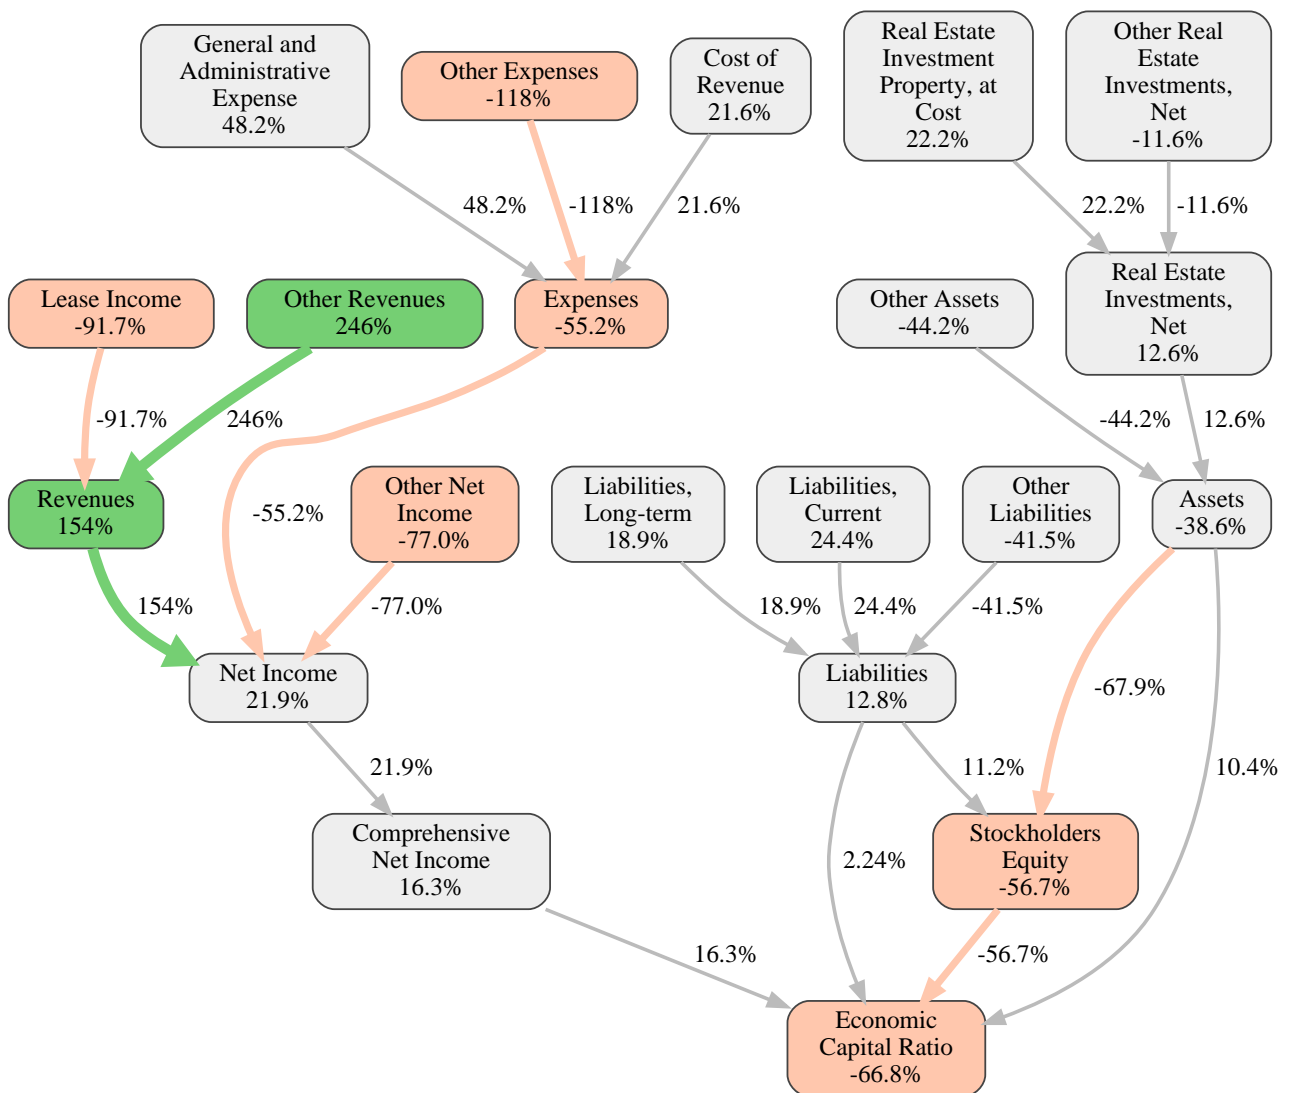 General and
Administrative
Expense
48.2%
Other Expenses
-118%
Cost of
Revenue
21.6%
Real Estate
Investment
Property, at
Cost
22.2%
Other Real
Estate
Investments,
Net
-11.6%
48.2%
-118%
21.6%
22.2%
-11.6%
Lease Income
-91.7%
Other Revenues
246%
Expenses
-55.2%
Other Assets
-44.2%
Real Estate
Investments,
Net
12.6%
-91.7%
246%
-44.2%
12.6%
Revenues
154%
-55.2%
Other Net
Income
-77.0%
Liabilities,
Long-term
18.9%
Liabilities,
Current
24.4%
Other
Liabilities
-41.5%
Assets
-38.6%
154%
-77.0%
18.9%
24.4%
-41.5%
Net Income
21.9%
Liabilities
12.8%
-67.9%
21.9%
11.2%
10.4%
Comprehensive
Net Income
16.3%
2.24%
Stockholders
Equity
-56.7%
16.3%
-56.7%
Economic
Capital Ratio
-66.8%